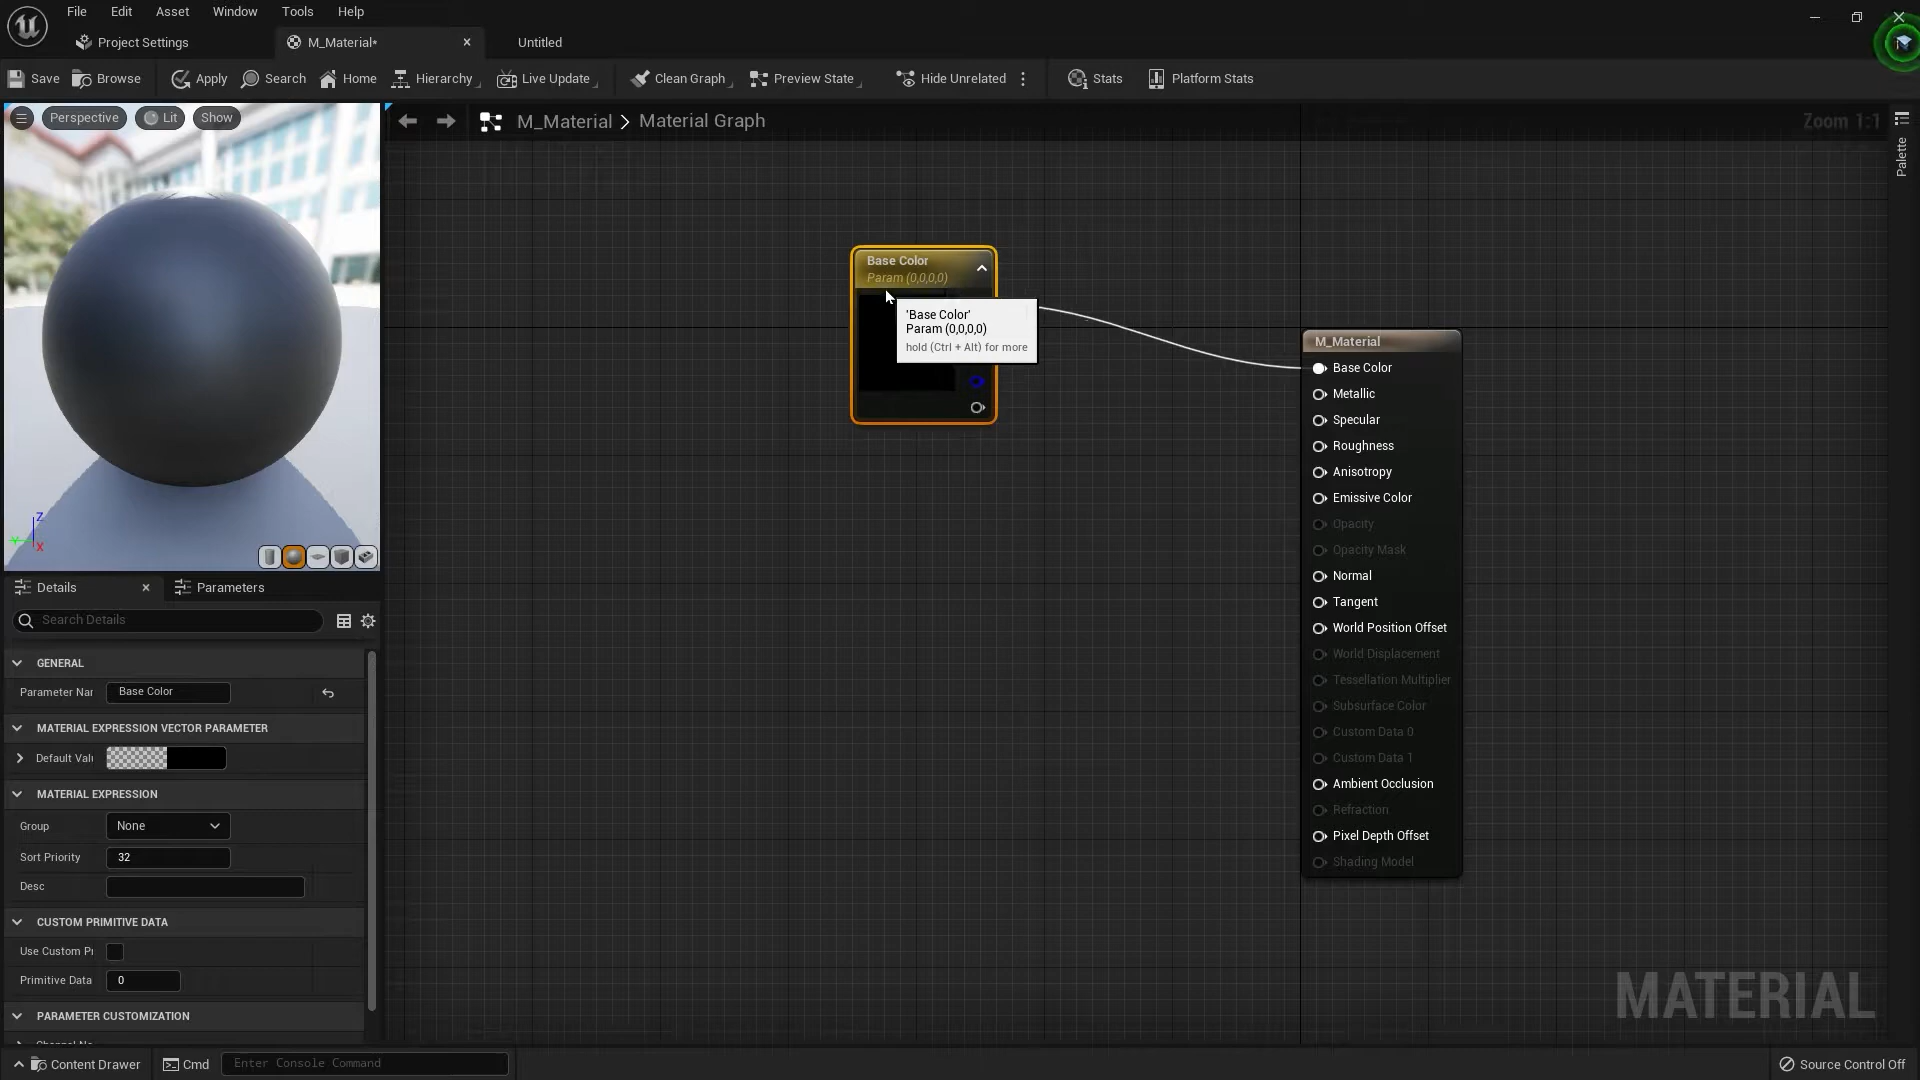 File Edit Asset Window Tools Help
Project Settings M_Material* Untitled
Save Browse Apply Search Home Hierarchy Live Update Clean Graph Preview State Hide Unrelated Stats Platform Stats
Perspective Lit Show
M_Material > Material Graph
Zoom 1:1
Palette
Base Color
Param (0,0,0,0)
'Base Color'
Param (0,0,0,0)
hold (Ctrl + Alt) for more
M_Material
Base Color
Metallic
Specular
Roughness
Anisotropy
Emissive Color
Opacity
Opacity Mask
Normal
Tangent
World Position Offset
World Displacement
Tessellation Multiplier
Subsurface Color
Custom Data 0
Custom Data 1
Ambient Occlusion
Refraction
Pixel Depth Offset
Shading Model
Z
Y
X
Details Parameters
Search Details
GENERAL
Parameter Nar Base Color
MATERIAL EXPRESSION VECTOR PARAMETER
Default Valu
MATERIAL EXPRESSION
Group None
Sort Priority 32
Desc
CUSTOM PRIMITIVE DATA
Use Custom Pr
Primitive Data 0
PARAMETER CUSTOMIZATION
MATERIAL
Content Drawer Cmd Enter Console Command
Source Control Off